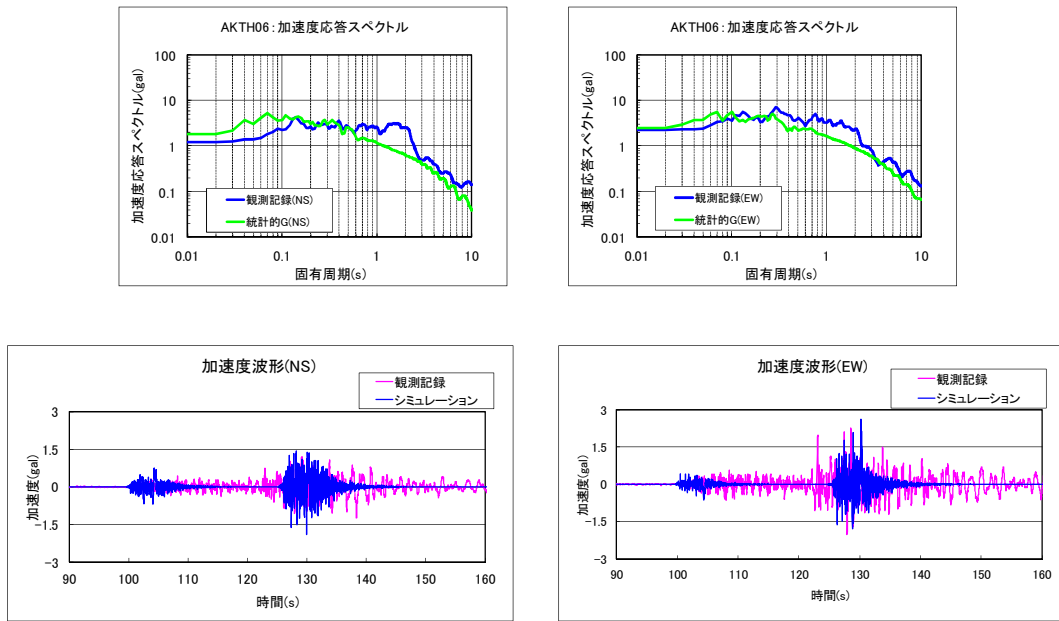 AKTH06:加速度応答スペクトル
加速度応答スペクトル(gal)
100
10
1
0.1
0.01
観測記録(NS)
統計的G(NS)
0.01
0.1
1
10
固有周期(s)
AKTH06:加速度応答スペクトル
加速度応答スペクトル(gal)
100
10
1
0.1
0.01
観測記録(EW)
統計的G(EW)
0.01
0.1
1
10
固有周期(s)
加速度波形(NS)
観測記録
シミュレーション
加速度(gal)
3
1.5
0
-1.5
-3
90
100
110
120
130
140
150
160
時間(s)
加速度波形(EW)
観測記録
シミュレーション
加速度(gal)
3
1.5
0
-1.5
-3
90
100
110
120
130
140
150
160
時間(s)